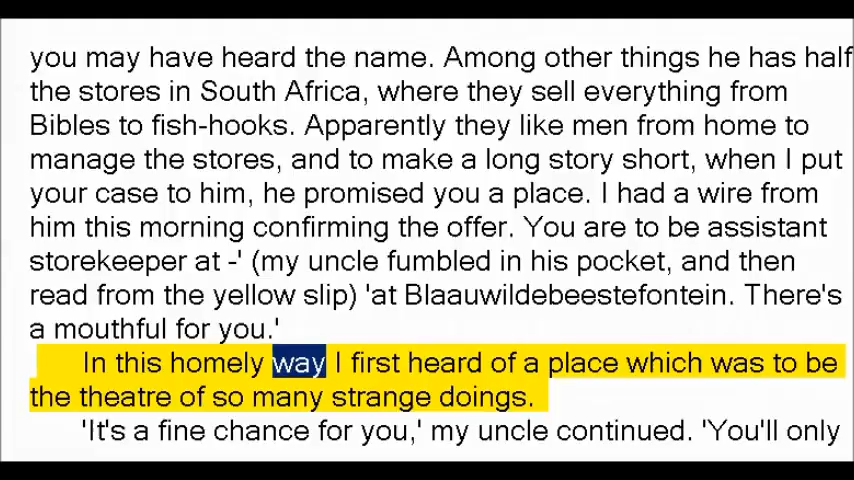 you may have heard the name. Among other things he has half
the stores in South Africa, where they sell everything from
Bibles to fish-hooks. Apparently they like men from home to
manage the stores, and to make a long story short, when I put
your case to him, he promised you a place. I had a wire from
him this morning confirming the offer. You are to be assistant
storekeeper at -' (my uncle fumbled in his pocket, and then
read from the yellow slip) 'at Blaauwildebeestefontein. There's
a mouthful for you.'
In this homely way I first heard of a place which was to be
the theatre of so many strange doings.
'It's a fine chance for you,' my uncle continued. 'You'll only